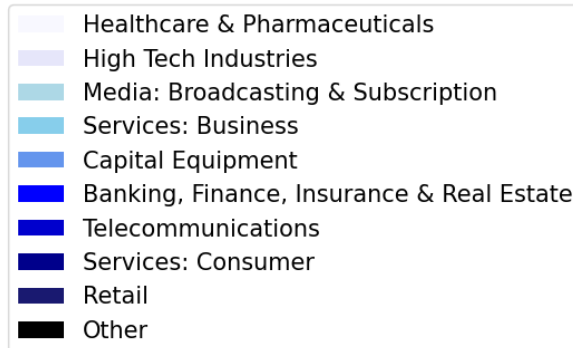 Healthcare & Pharmaceuticals
High Tech Industries
Media: Broadcasting & Subscription
Services: Business
Capital Equipment
Banking, Finance, Insurance & Real Estate
Telecommunications
Services: Consumer
Retail
Other